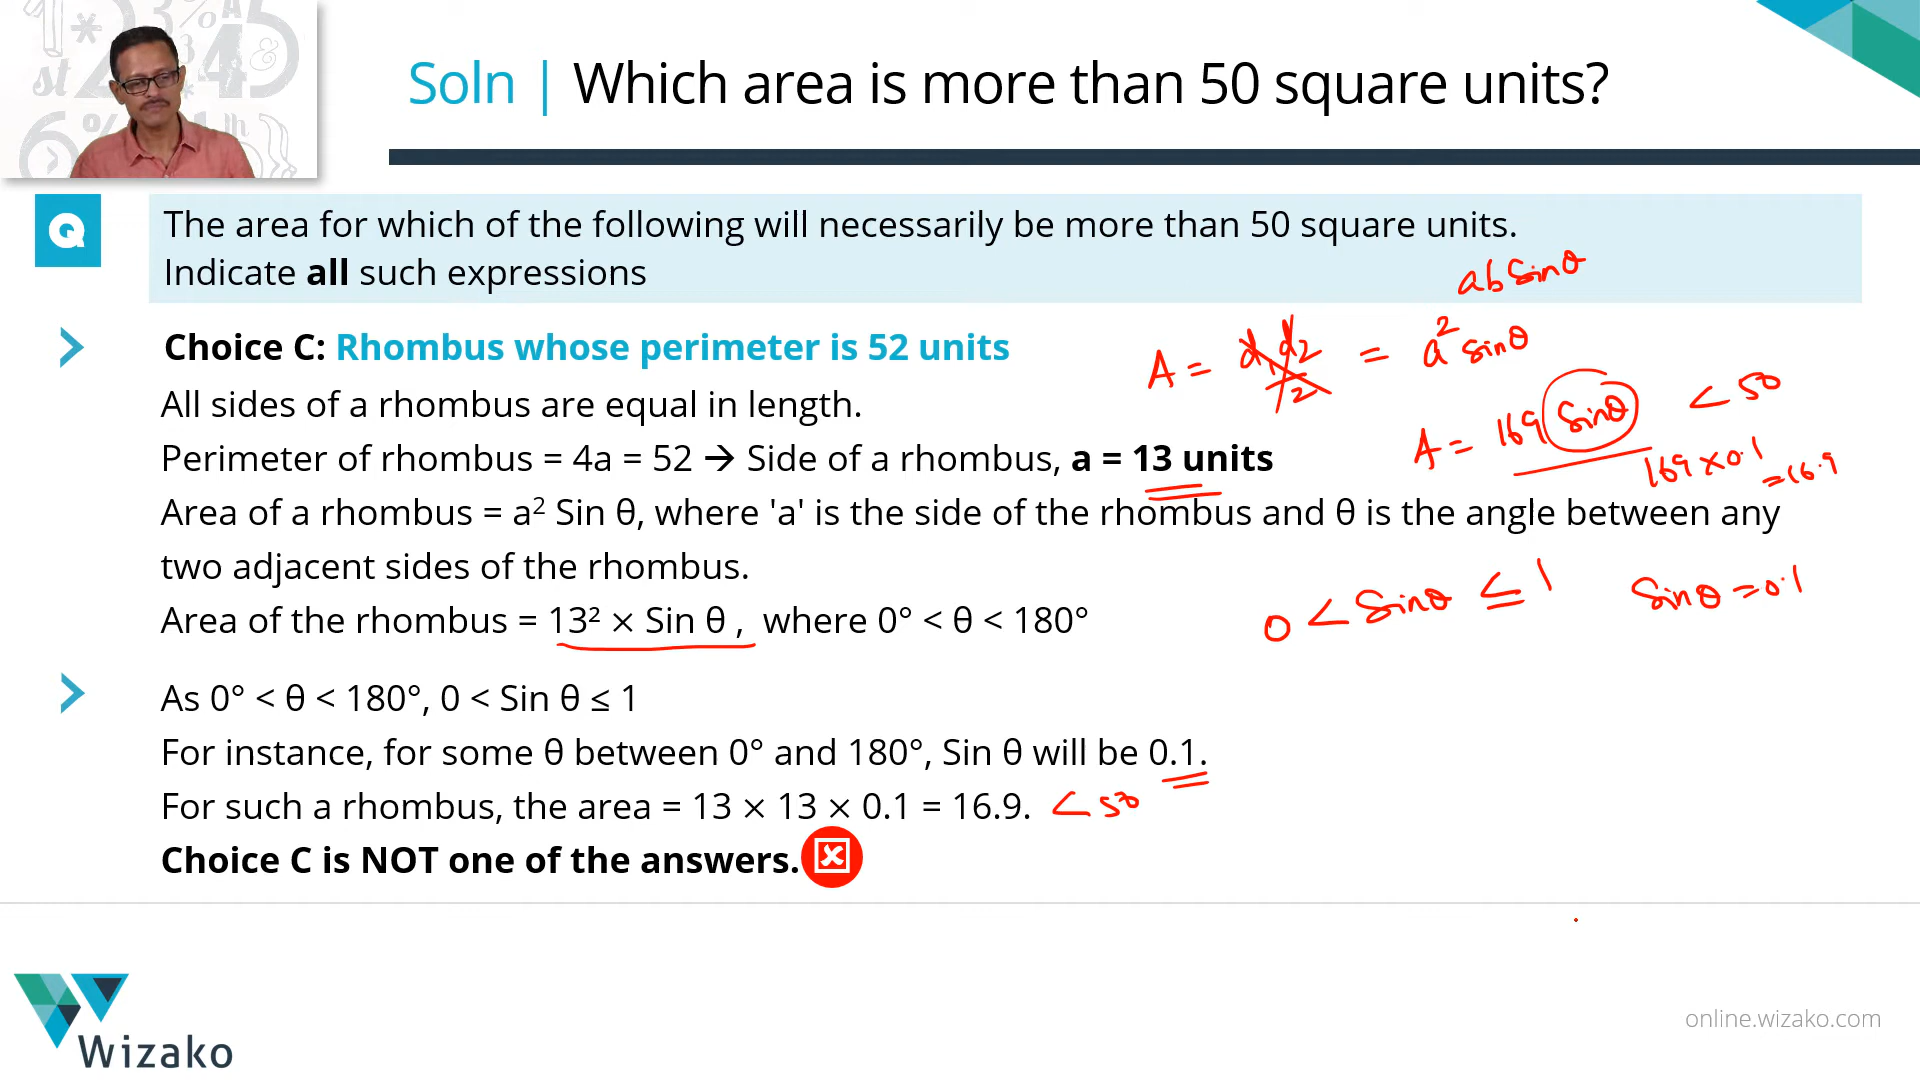 Soln | Which area is more than 50 square units?
Q
The area for which of the following will necessarily be more than 50 square units.
Indicate all such expressions
ab Sinθ
Choice C: Rhombus whose perimeter is 52 units
A = d₁d₂/2 = a² sinθ
All sides of a rhombus are equal in length.
A = 169 Sinθ < 50
Perimeter of rhombus = 4a = 52 → Side of a rhombus, a = 13 units
169 × 0.1 = 16.9
Area of a rhombus = a² Sin θ, where 'a' is the side of the rhombus and θ is the angle between any
two adjacent sides of the rhombus.
0 < Sinθ ≤ 1 Sinθ = 0.1
Area of the rhombus = 13² × Sin θ , where 0° < θ < 180°
As 0° < θ < 180°, 0 < Sin θ ≤ 1
For instance, for some θ between 0° and 180°, Sin θ will be 0.1.
For such a rhombus, the area = 13 × 13 × 0.1 = 16.9. < 50
Choice C is NOT one of the answers.
Wizako
online.wizako.com